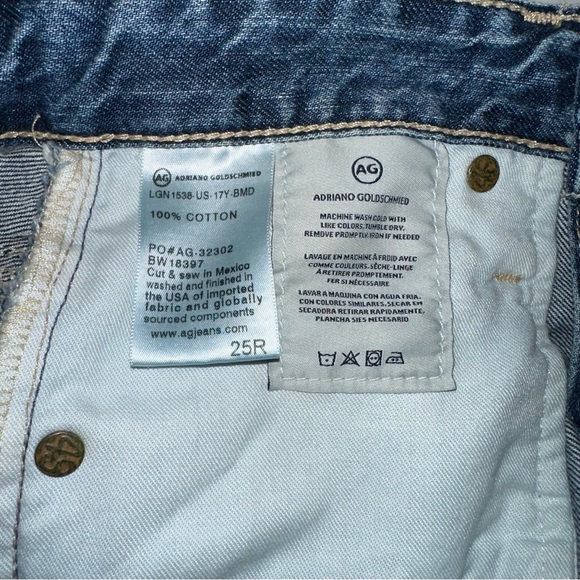 AG ADRIANO GOLDSCHMIED
LGN1538-US-17Y-BMD
100% COTTON
PO#AG-32302
BW18397
Cut & sew in Mexico
washed and finished in
the USA of imported
fabric and globally
sourced components
www.agjeans.com
25R
AG
ADRIANO GOLDSCHMIED
MACHINE WASH COLD WITH
LIKE COLORS. TUMBLE DRY.
REMOVE PROMPTLY. IRON IF NEEDED
LAVAGE EN MACHINE À FROID AVEC
COMME COULEURS. SÈCHE-LINGE
À RETIRER PROMPTEMENT.
FER SI NÉCESSAIRE
LAVAR A MAQUINA CON AGUA FRIA.
CON COLORES SIMILARES. SECAR EN
SECADORA RETIRAR RAPIDAMENTE.
PLANCHA SIES NECESARIO
AG
AG